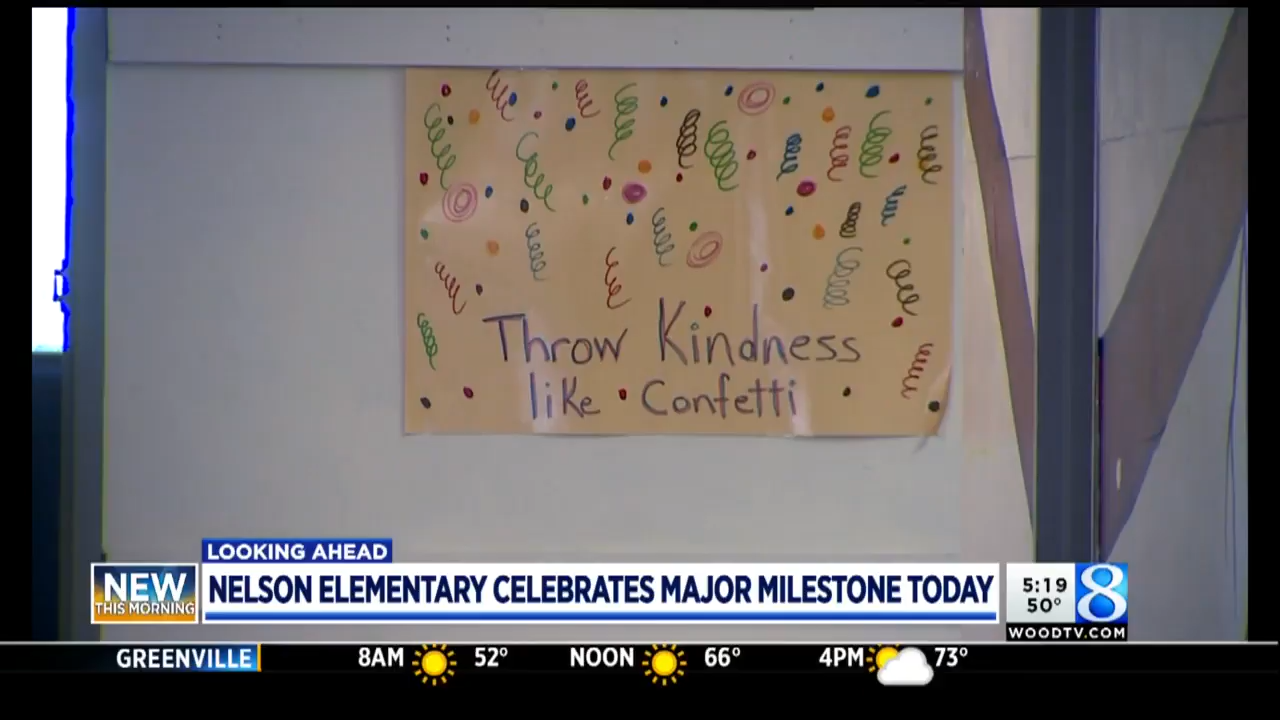 Throw Kindness
like Confetti
LOOKING AHEAD
NEW
THIS MORNING
NELSON ELEMENTARY CELEBRATES MAJOR MILESTONE TODAY
5:19
50°
8
WOODTV.COM
GREENVILLE 8AM 52° NOON 66° 4PM 73°